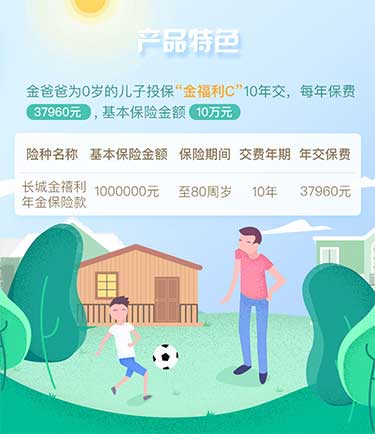 产品特色
金爸爸为0岁的儿子投保“金福利C”10年交，每年保费
37960元，基本保险金额 10万元
险种名称 基本保险金额 保险期间 交费年期 年交保费
长城金禧利 1000000元 至80周岁 10年 37960元
年金保险款